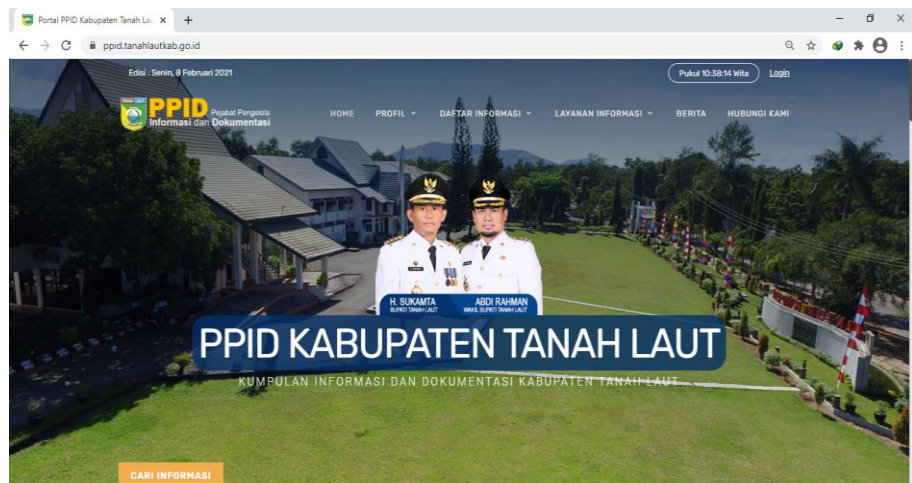 Portal PPID Kabupaten Tanah La
ppid.tanahlautkab.go.id
Edisi : Senin, 8 Februari 2021
Pukul 10:38:14 Wita
Login
PPID Pejabat Pengelola
Informasi dan Dokumentasi
HOME PROFIL DAFTAR INFORMASI LAYANAN INFORMASI BERITA HUBUNGI KAMI
H. SUKAMTA
BUPATI TANAH LAUT
ABDI RAHMAN
WAKIL BUPATI TANAH LAUT
PPID KABUPATEN TANAH LAUT
KUMPULAN INFORMASI DAN DOKUMENTASI KABUPATEN TANAH LAUT
CARI INFORMASI